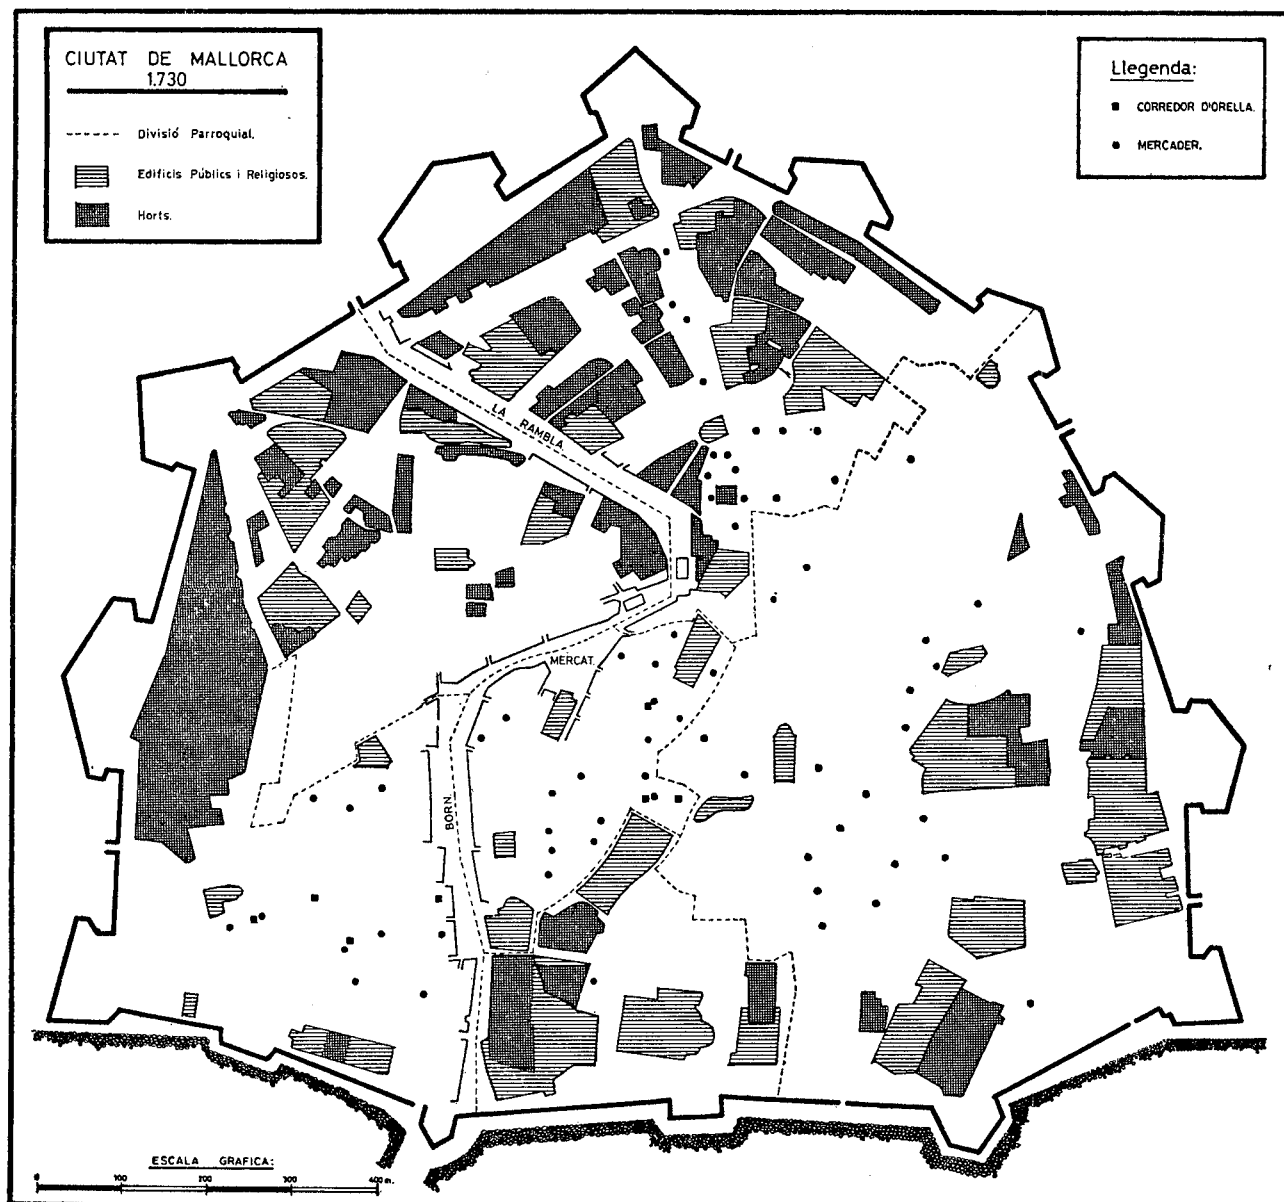 CIUTAT DE MALLORCA
1.730
Divisió Parroquial.
Edificis Públics i Religiosos.
Horts.
Llegenda:
CORREDOR D'ORELLA.
MERCADER.
LA RAMBLA.
MERCAT.
BORN.
ESCALA GRAFICA:
0 100 200 300 400 m.